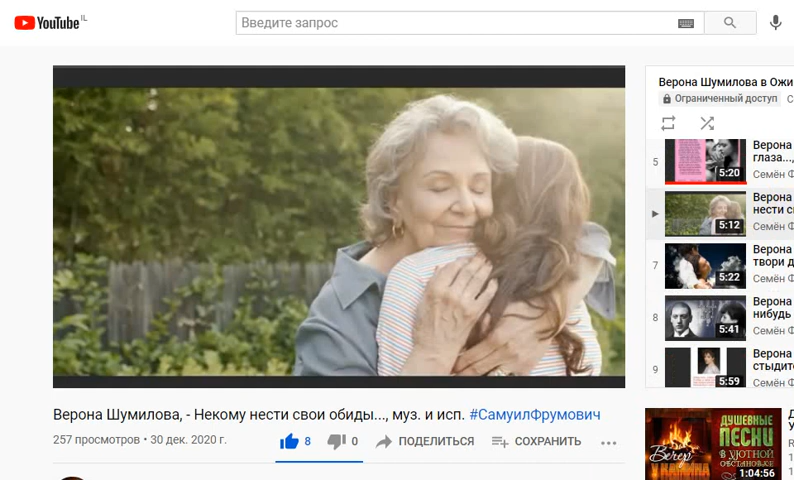 YouTube IL
Введите запрос
Верона Шумилова в Ожи
Ограниченный доступ С
5
5:20
Верона
глаза...,
Семён Ф
5:12
Верона
нести с
Семён Ф
7
5:22
Верона
твори д
Семён Ф
8
5:41
Верона
нибудь
Семён Ф
9
5:59
Верона
стыдит
Семён Ф
Верона Шумилова, - Некому нести свои обиды..., муз. и исп. #СамуилФрумович
257 просмотров • 30 дек. 2020 г.
8
0
ПОДЕЛИТЬСЯ
СОХРАНИТЬ
ДУШЕВНЫЕ
ПЕСНИ
В УЮТНОЙ
ОБСТАНОВКЕ
Вечер
У КАМИНА
1:04:56